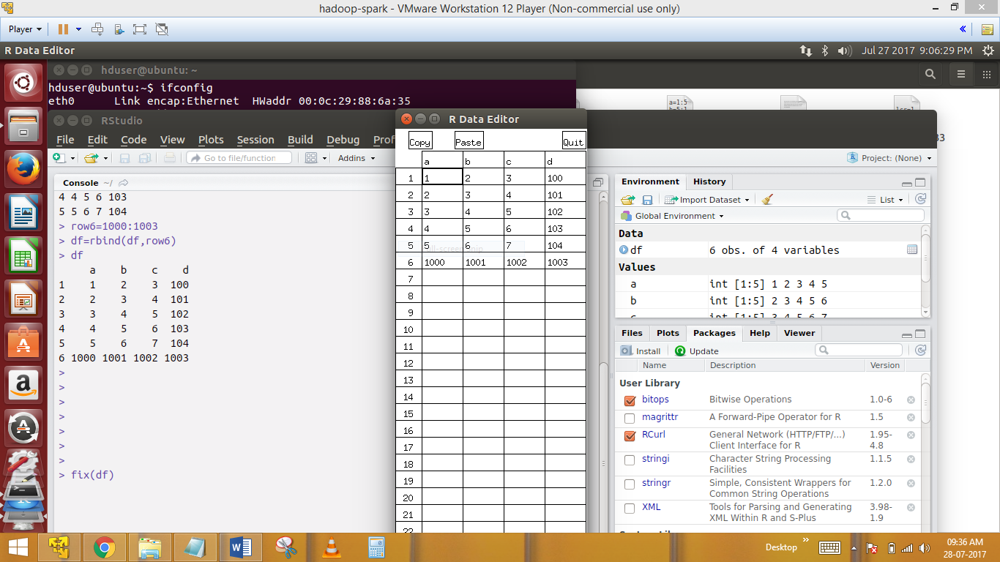 hadoop-spark - VMware Workstation 12 Player (Non-commercial use only)
Player
R Data Editor
Jul 27 2017 9:06:29 PM
hduser@ubuntu: ~
hduser@ubuntu:~$ ifconfig
eth0      Link encap:Ethernet  HWaddr 00:0c:29:88:6a:35
a=1:5
RStudio
File Edit Code View Plots Session Build Debug
Go to file/function
Addins
Project: (None)
Console ~/
4 4 5 6 103
5 5 6 7 104
> row6=1000:1003
> df=rbind(df,row6)
> df
     a    b    c    d
1    1    2    3  100
2    2    3    4  101
3    3    4    5  102
4    4    5    6  103
5    5    6    7  104
6 1000 1001 1002 1003
>
>
>
>
>
>
>
> fix(df)
R Data Editor
Copy Paste Quit
a b c d
1 1 2 3 100
2 2 3 4 101
3 3 4 5 102
4 4 5 6 103
5 5 6 7 104
6 1000 1001 1002 1003
7
8
9
10
11
12
13
14
15
16
17
18
19
20
21
22
Environment History
Import Dataset
List
Global Environment
Data
df 6 obs. of 4 variables
Values
a int [1:5] 1 2 3 4 5
b int [1:5] 2 3 4 5 6
c int [1:5] 3 4 5 6 7
Files Plots Packages Help Viewer
Install Update
Name Description Version
User Library
bitops Bitwise Operations 1.0-6
magrittr A Forward-Pipe Operator for R 1.5
RCurl General Network (HTTP/FTP/...) 1.95-
Client Interface for R 4.8
stringi Character String Processing 1.1.5
Facilities
stringr Simple, Consistent Wrappers for 1.2.0
Common String Operations
XML Tools for Parsing and Generating 3.98-
XML Within R and S-Plus 1.9
Desktop
09:36 AM
28-07-2017